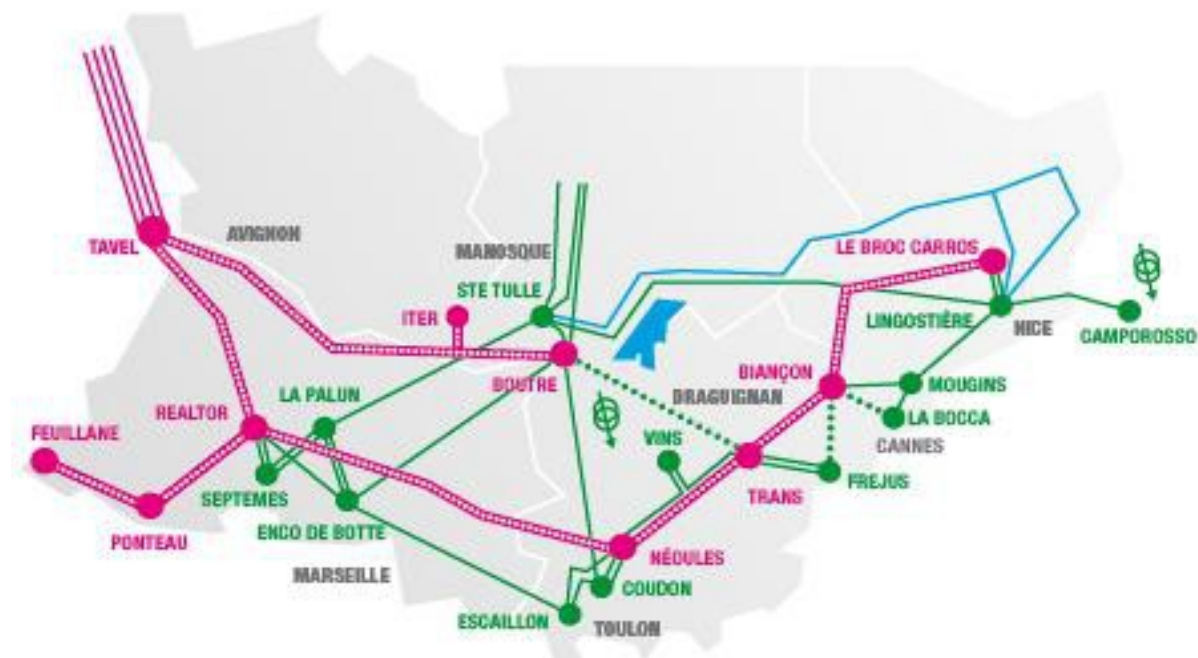 AVIGNON
TAVEL
MANOSQUE
LE BROC CARROS
STE TULLE
ITER
LINGOSTIÈRE
NICE
CAMPOROSSO
BOUTRE
BIANÇON
MOUGINS
DRAGUIGNAN
LA PALUN
REALTOR
LA BOCCA
FEUILLANE
VINS
CANNES
SEPTEMES
TRANS
FREJUS
ENCO DE BOTTE
PONTEAU
NÉOULES
MARSEILLE
COUDON
ESCAILLON
TOULON